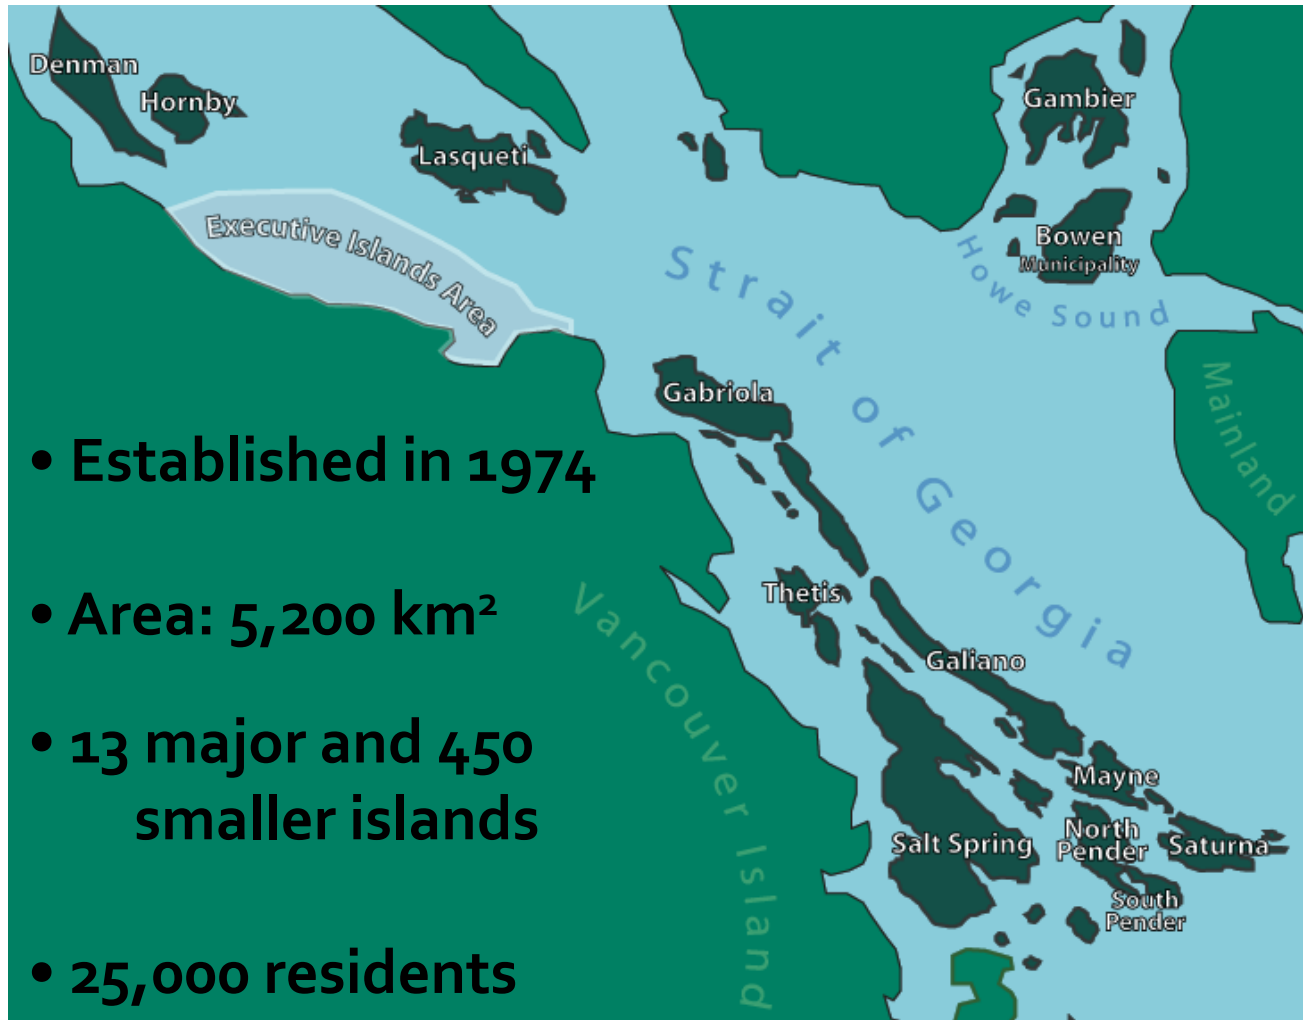 Denman
Hornby
Lasqueti
Gambier
Executive Islands Area
Bowen
Municipality
Howe Sound
Strait of Georgia
Mainland
Gabriola
• Established in 1974
• Area: 5,200 km²
Vancouver Island
Thetis
Galiano
• 13 major and 450
smaller islands
Mayne
Salt Spring
North
Pender
Saturna
South
Pender
• 25,000 residents